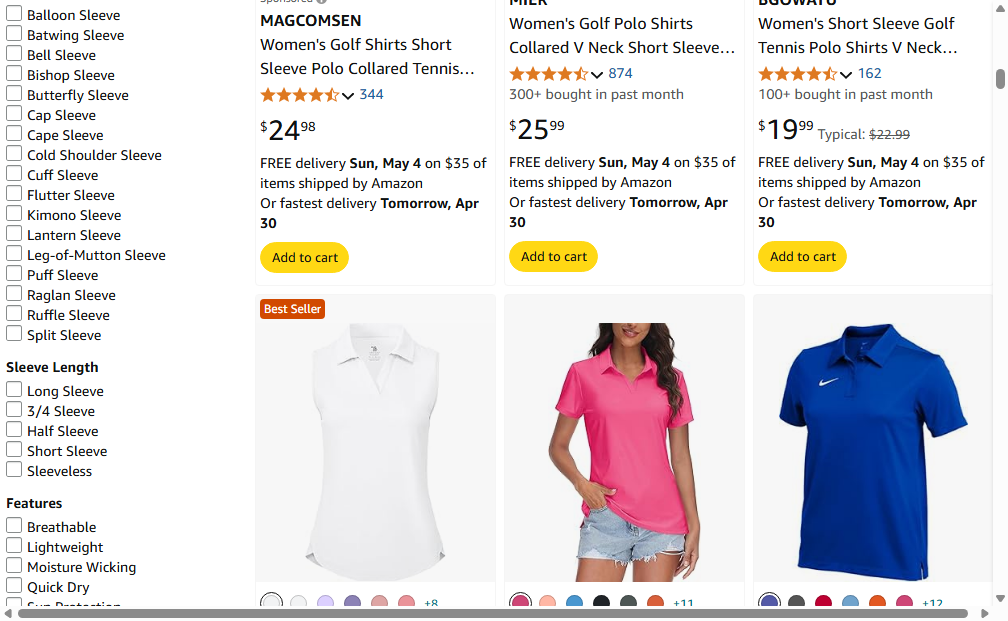 Balloon Sleeve
Batwing Sleeve
Bell Sleeve
Bishop Sleeve
Butterfly Sleeve
Cap Sleeve
Cape Sleeve
Cold Shoulder Sleeve
Cuff Sleeve
Flutter Sleeve
Kimono Sleeve
Lantern Sleeve
Leg-of-Mutton Sleeve
Puff Sleeve
Raglan Sleeve
Ruffle Sleeve
Split Sleeve
Sleeve Length
Long Sleeve
3/4 Sleeve
Half Sleeve
Short Sleeve
Sleeveless
Features
Breathable
Lightweight
Moisture Wicking
Quick Dry
Sun Protection
Sponsored
MAGCOMSEN
Women's Golf Shirts Short
Sleeve Polo Collared Tennis...
344
$24.98
FREE delivery Sun, May 4 on $35 of
items shipped by Amazon
Or fastest delivery Tomorrow, Apr
30
Add to cart
MIER
Women's Golf Polo Shirts
Collared V Neck Short Sleeve...
874
300+ bought in past month
$25.99
FREE delivery Sun, May 4 on $35 of
items shipped by Amazon
Or fastest delivery Tomorrow, Apr
30
Add to cart
BGOWATU
Women's Short Sleeve Golf
Tennis Polo Shirts V Neck...
162
100+ bought in past month
$19.99 Typical: $22.99
FREE delivery Sun, May 4 on $35 of
items shipped by Amazon
Or fastest delivery Tomorrow, Apr
30
Add to cart
Best Seller
+8
+11
+12